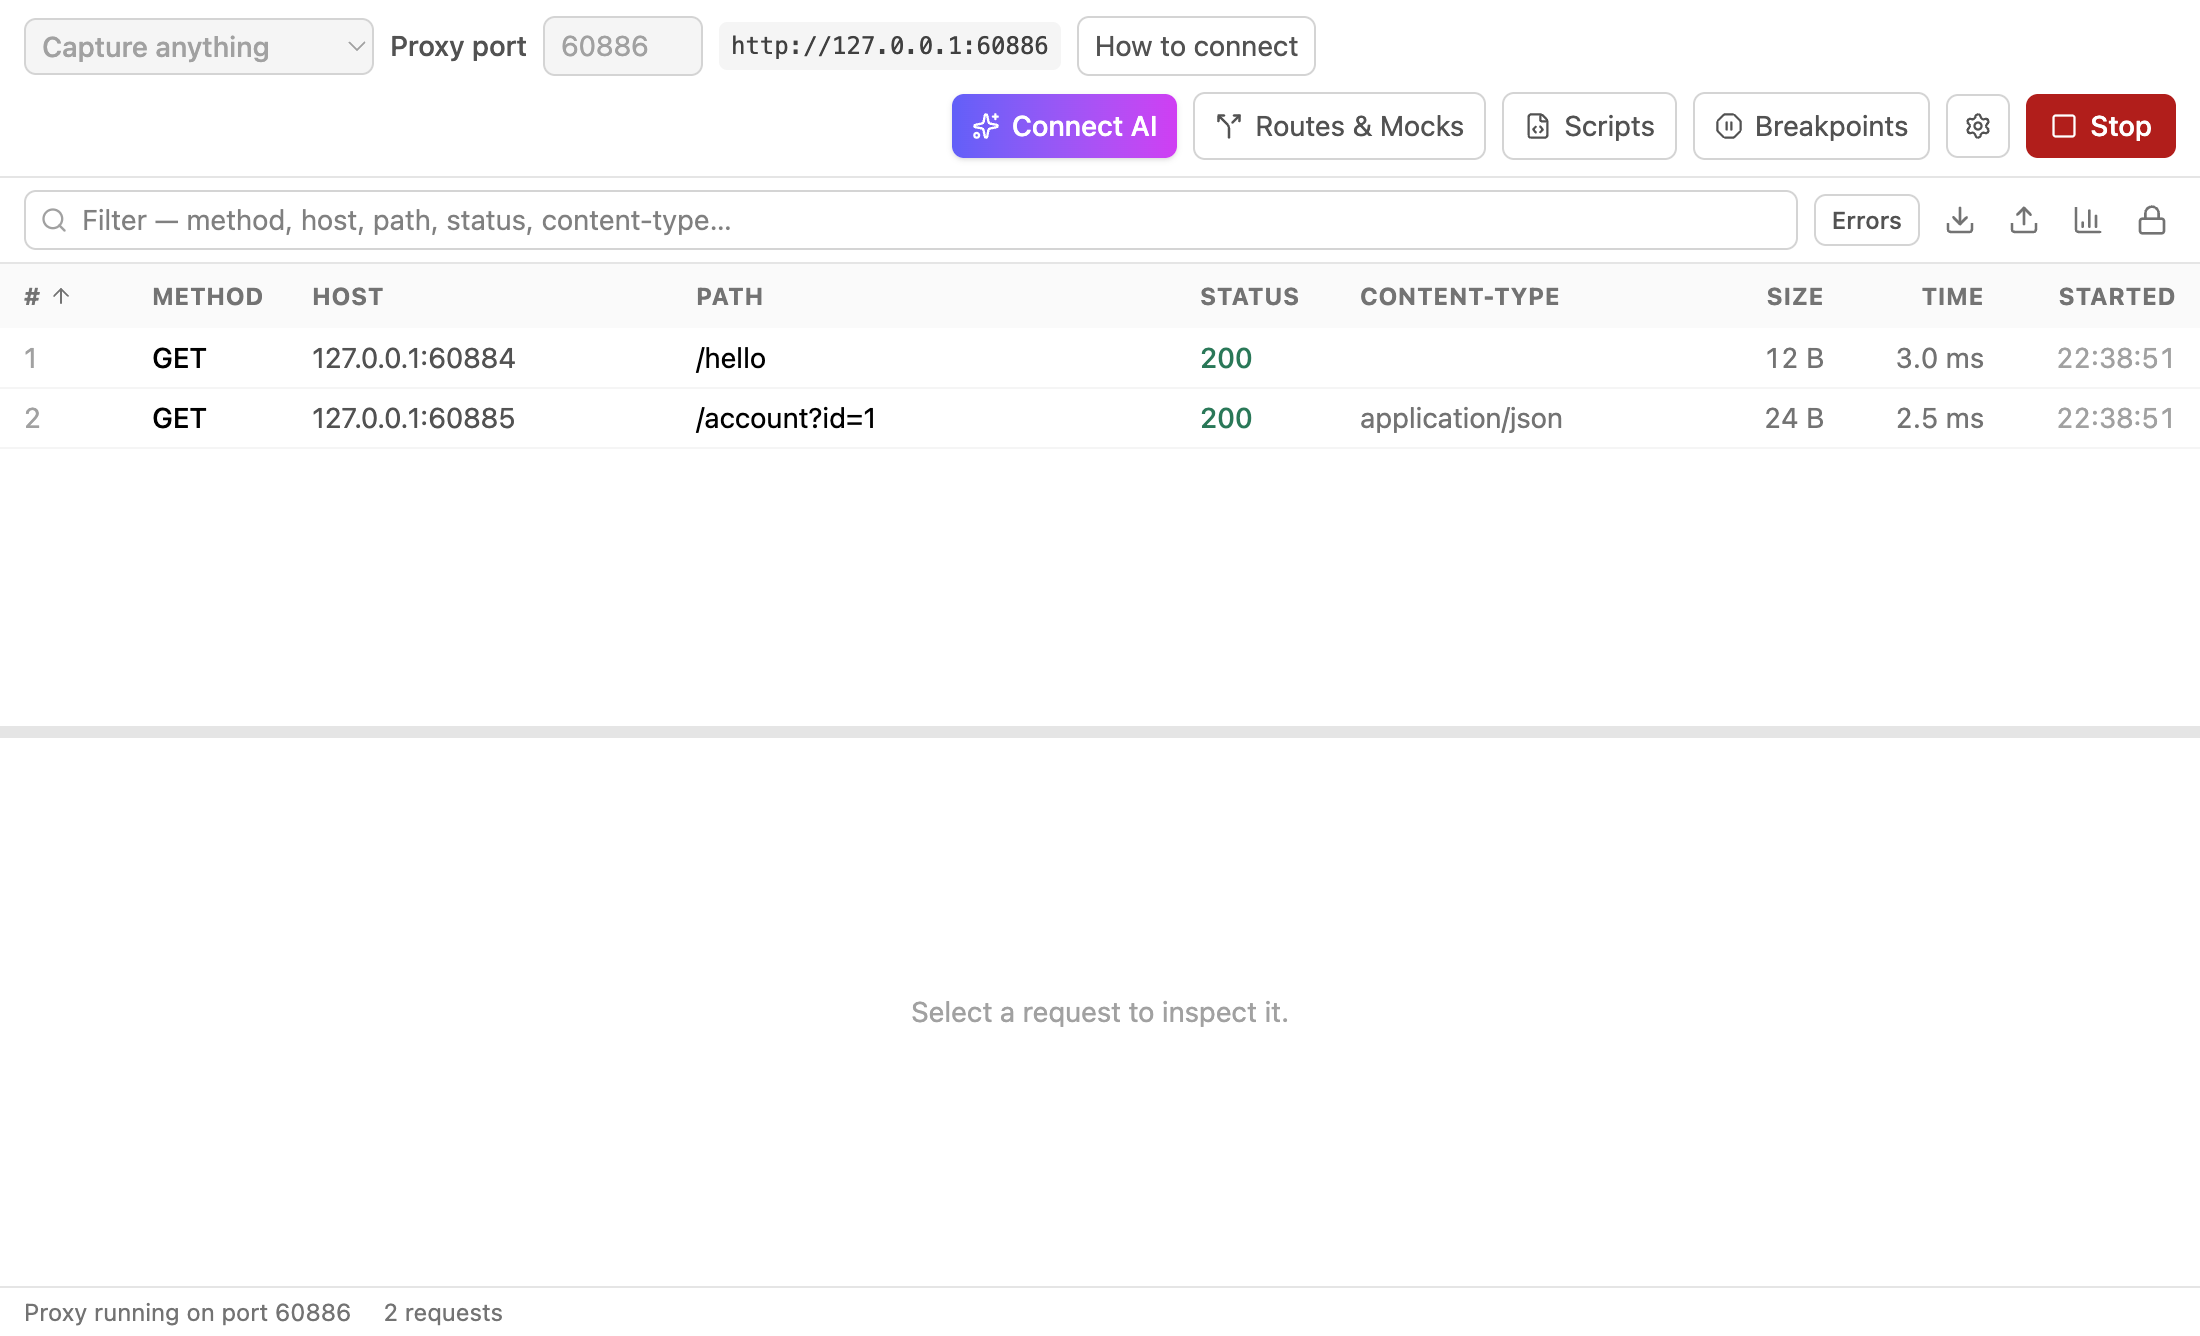 Capture anything Proxy port 60886 http://127.0.0.1:60886 How to connect
Connect AI Routes & Mocks Scripts Breakpoints Stop
Filter — method, host, path, status, content-type... Errors
# METHOD HOST PATH STATUS CONTENT-TYPE SIZE TIME STARTED
1 GET 127.0.0.1:60884 /hello 200 12 B 3.0 ms 22:38:51
2 GET 127.0.0.1:60885 /account?id=1 200 application/json 24 B 2.5 ms 22:38:51
Select a request to inspect it.
Proxy running on port 60886 2 requests